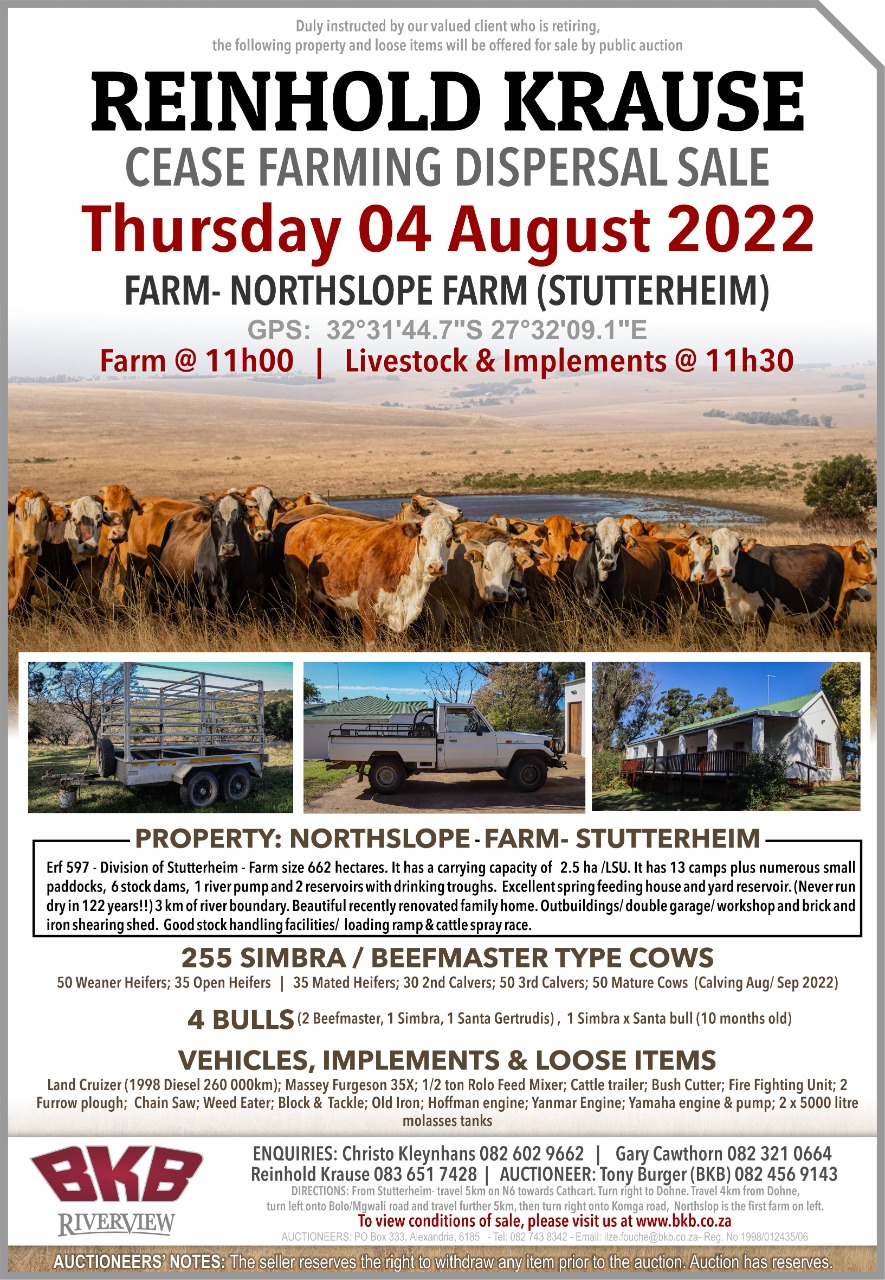 Duly instructed by our valued client who is retiring,
the following property and loose items will be offered for sale by public auction
REINHOLD KRAUSE
CEASE FARMING DISPERSAL SALE
Thursday 04 August 2022
FARM- NORTHSLOPE FARM (STUTTERHEIM)
GPS: 32°31'44.7"S 27°32'09.1"E
Farm @ 11h00 | Livestock & Implements @ 11h30
PROPERTY: NORTHSLOPE - FARM- STUTTERHEIM
Erf 597 - Division of Stutterheim - Farm size 662 hectares. It has a carrying capacity of 2.5 ha /LSU. It has 13 camps plus numerous small
paddocks, 6 stock dams, 1 river pump and 2 reservoirs with drinking troughs. Excellent spring feeding house and yard reservoir. (Never run
dry in 122 years!!) 3 km of river boundary. Beautiful recently renovated family home. Outbuildings/ double garage/ workshop and brick and
iron shearing shed. Good stock handling facilities/ loading ramp & cattle spray race.
255 SIMBRA / BEEFMASTER TYPE COWS
50 Weaner Heifers; 35 Open Heifers | 35 Mated Heifers; 30 2nd Calvers; 50 3rd Calvers; 50 Mature Cows (Calving Aug/ Sep 2022)
4 BULLS (2 Beefmaster, 1 Simbra, 1 Santa Gertrudis) , 1 Simbra x Santa bull (10 months old)
VEHICLES, IMPLEMENTS & LOOSE ITEMS
Land Cruizer (1998 Diesel 260 000km); Massey Furgeson 35X; 1/2 ton Rolo Feed Mixer; Cattle trailer; Bush Cutter; Fire Fighting Unit; 2
Furrow plough; Chain Saw; Weed Eater; Block & Tackle; Old Iron; Hoffman engine; Yanmar Engine; Yamaha engine & pump; 2 x 5000 litre
molasses tanks
BKB
RIVERVIEW
ENQUIRIES: Christo Kleynhans 082 602 9662 | Gary Cawthorn 082 321 0664
Reinhold Krause 083 651 7428 | AUCTIONEER: Tony Burger (BKB) 082 456 9143
DIRECTIONS: From Stutterheim- travel 5km on N6 towards Cathcart. Turn right to Dohne. Travel 4km from Dohne,
turn left onto Bolo/Mgwali road and travel further 5km, then turn right onto Komga road, Northslop is the first farm on left.
To view conditions of sale, please visit us at www.bkb.co.za
AUCTIONEERS: PO Box 333, Alexandria, 6185 - Tel: 082 743 8342 - Email: ilze.fouche@bkb.co.za- Reg. No 1998/012435/06
AUCTIONEERS' NOTES: The seller reserves the right to withdraw any item prior to the auction. Auction has reserves.